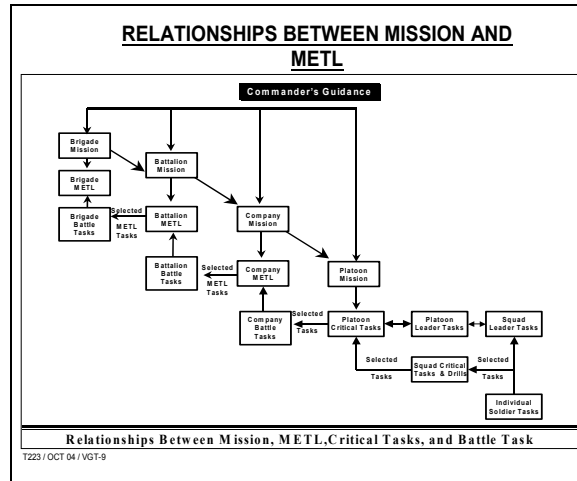 RELATIONSHIPS BETWEEN MISSION AND
METL
Commander's Guidance
Brigade
Mission
Battalion
Mission
Brigade
METL
Selected
METL
Tasks
Battalion
METL
Company
Mission
Brigade
Battle
Tasks
Battalion
Battle Tasks
Selected
METL
Tasks
Company
METL
Platoon
Mission
Company
Battle
Tasks
Selected
Tasks
Platoon
Critical Tasks
Platoon
Leader Tasks
Squad
Leader Tasks
Selected
Tasks
Squad Critical
Tasks & Drills
Selected
Tasks
Individual
Soldier Tasks
Relationships Between Mission, METL,Critical Tasks, and Battle Task
T223 / OCT 04 / VGT-9